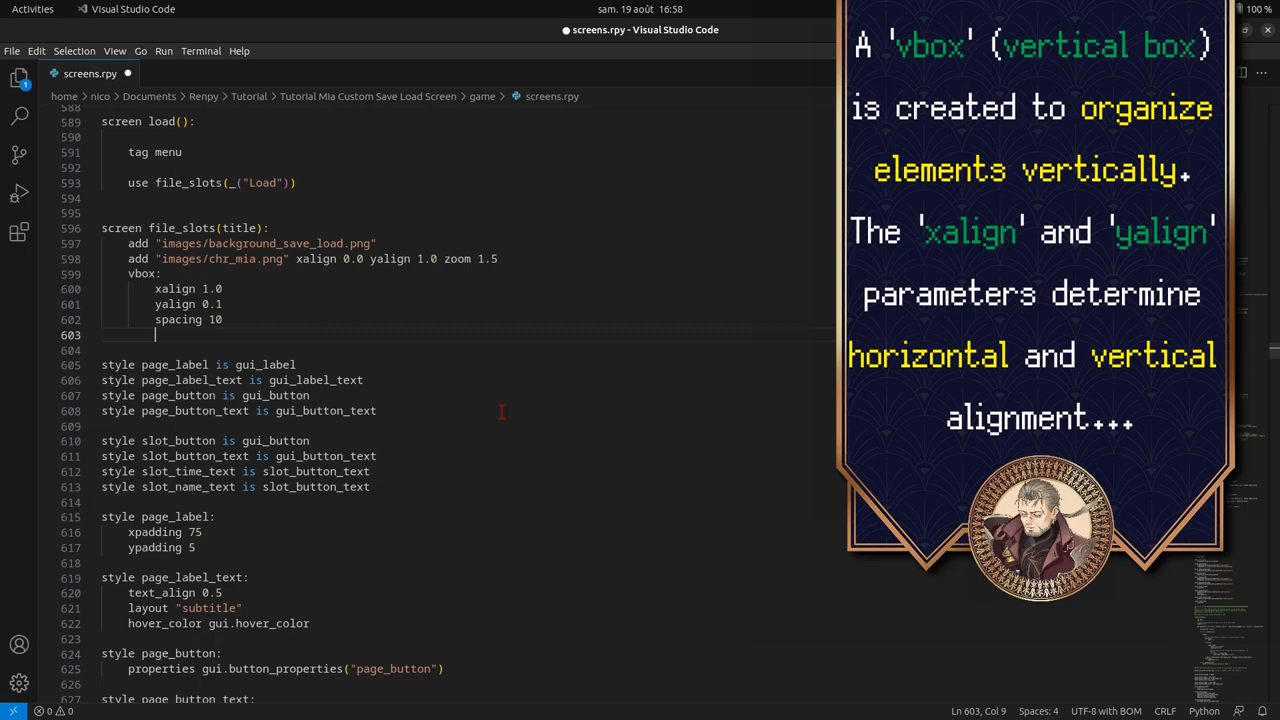 Activities
Visual Studio Code
sam. 19 août 16:58
100 %
● screens.rpy - Visual Studio Code
File Edit Selection View Go Run Terminal Help
screens.rpy ●
home > nico > Documents > Renpy > Tutorial > Tutorial Mia Custom Save Load Screen > game > screens.rpy
588
589 screen load():
590
591 tag menu
592
593 use file_slots(_("Load"))
594
595
596 screen file_slots(title):
597 add "images/background_save_load.png"
598 add "images/chr_mia.png" xalign 0.0 yalign 1.0 zoom 1.5
599 vbox:
600 xalign 1.0
601 yalign 0.1
602 spacing 10
603
604
605 style page_label is gui_label
606 style page_label_text is gui_label_text
607 style page_button is gui_button
608 style page_button_text is gui_button_text
609
610 style slot_button is gui_button
611 style slot_button_text is gui_button_text
612 style slot_time_text is slot_button_text
613 style slot_name_text is slot_button_text
614
615 style page_label:
616 xpadding 75
617 ypadding 5
618
619 style page_label_text:
620 text_align 0.5
621 layout "subtitle"
622 hover_color gui.hover_color
623
624 style page_button:
625 properties gui.button_properties("page_button")
626
627 style page_button_text:
A 'vbox' (vertical box)
is created to organize
elements vertically.
The 'xalign' and 'yalign'
parameters determine
horizontal and vertical
alignment...
1
0 0
Ln 603, Col 9 Spaces: 4 UTF-8 with BOM CRLF Python